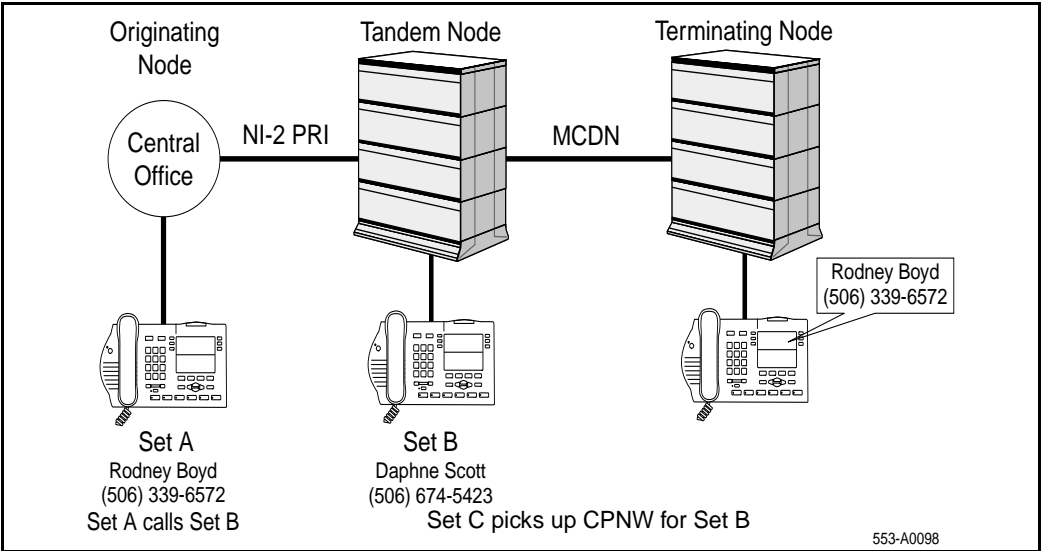 Originating
Node
Tandem Node
Terminating Node
Central
Office
NI-2 PRI
MCDN
Rodney Boyd
(506) 339-6572
Set A
Rodney Boyd
(506) 339-6572
Set A calls Set B
Set B
Daphne Scott
(506) 674-5423
Set C picks up CPNW for Set B
553-A0098